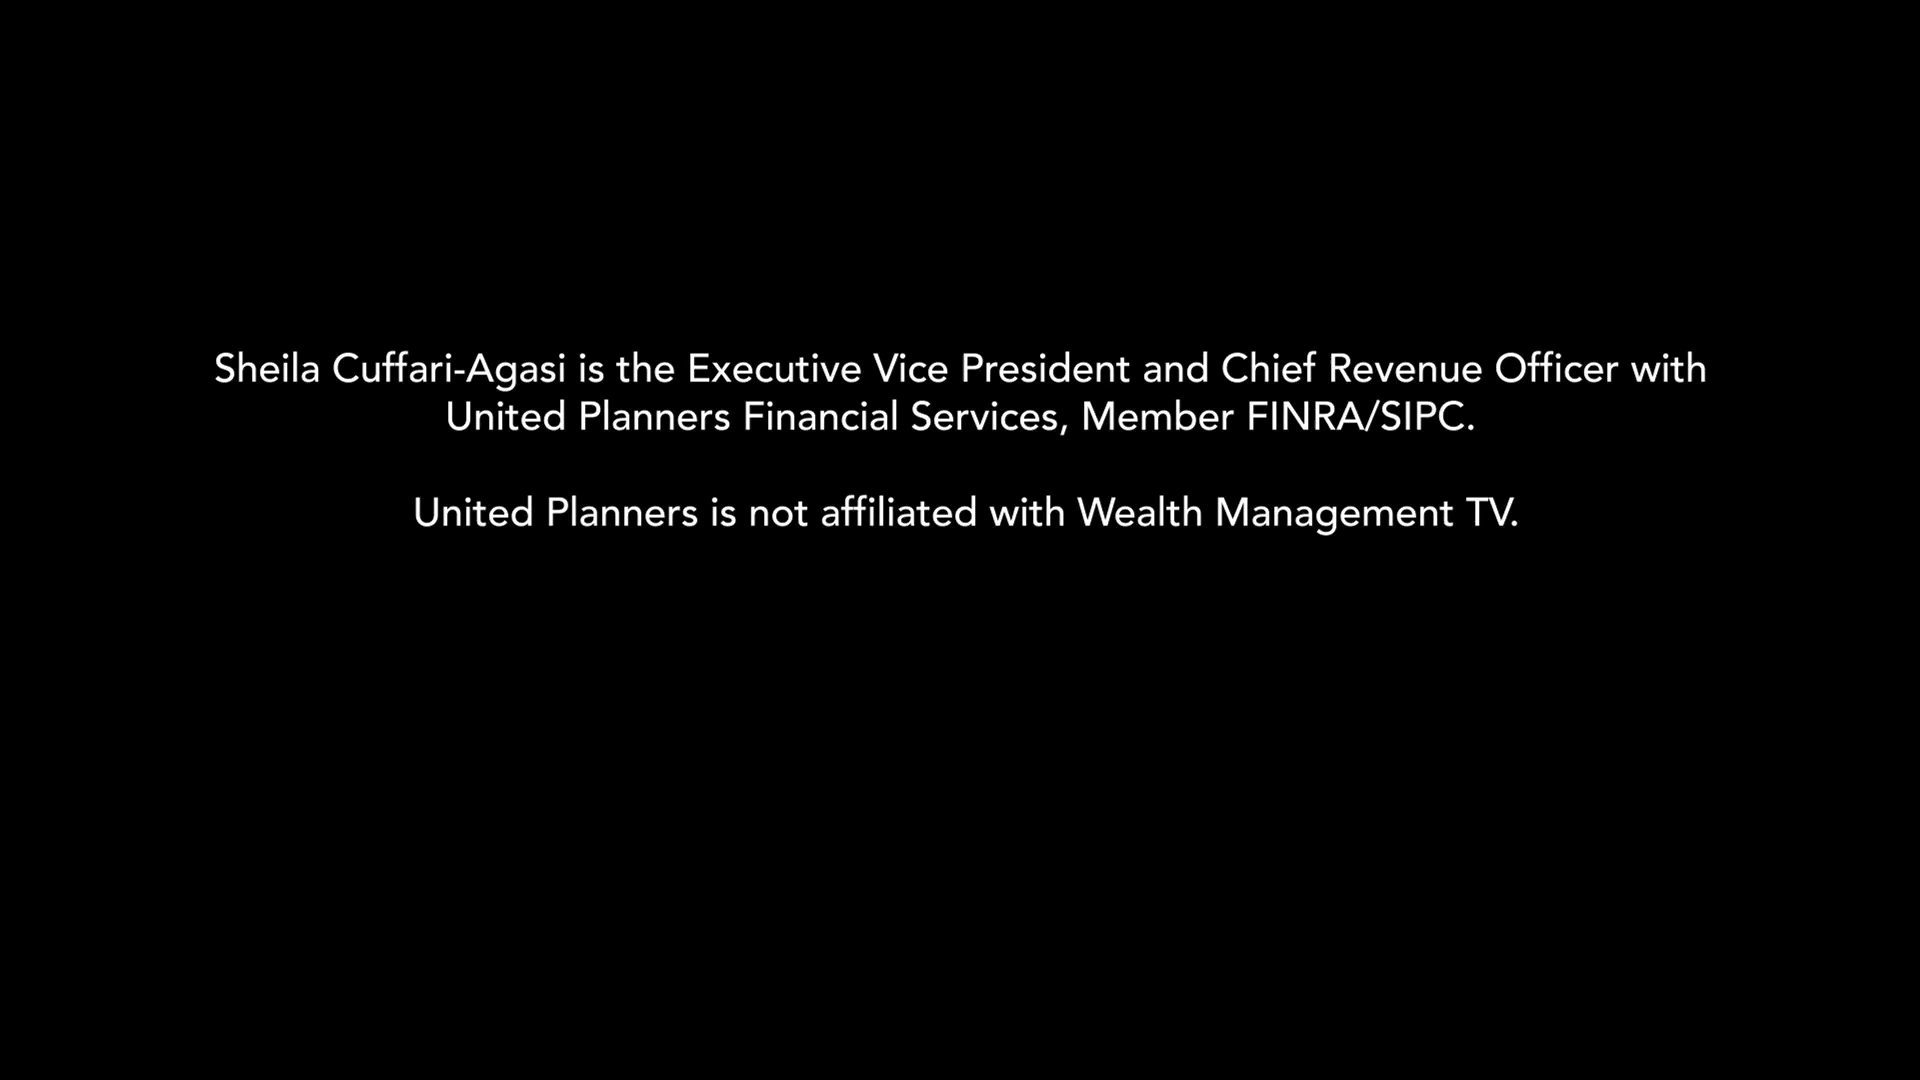 Sheila Cuffari-Agasi is the Executive Vice President and Chief Revenue Officer with
United Planners Financial Services, Member FINRA/SIPC.
United Planners is not affiliated with Wealth Management TV.